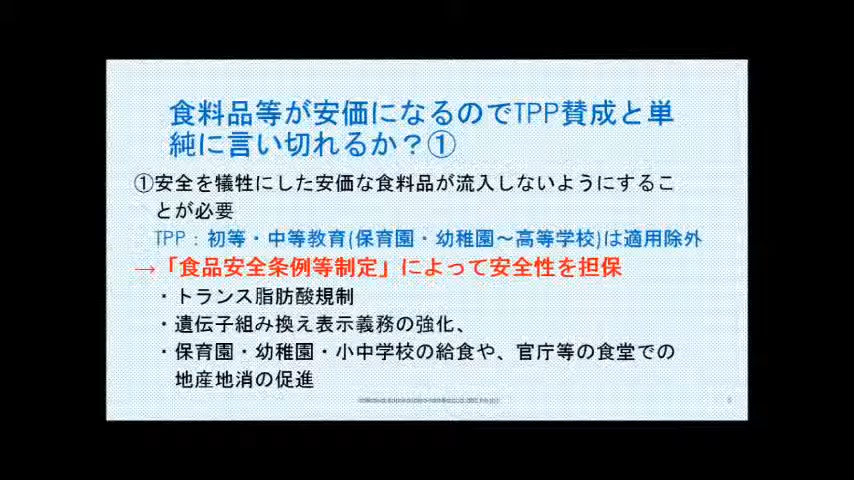 食料品等が安価になるのでTPP賛成と単
純に言い切れるか？①
①安全を犠牲にした安価な食料品が流入しないようにするこ
とが必要
TPP：初等・中等教育(保育園・幼稚園～高等学校)は適用除外
→「食品安全条例等制定」によって安全性を担保
・トランス脂肪酸規制
・遺伝子組み換え表示義務の強化、
・保育園・幼稚園・小中学校の給食や、官庁等の食堂での
地産地消の促進